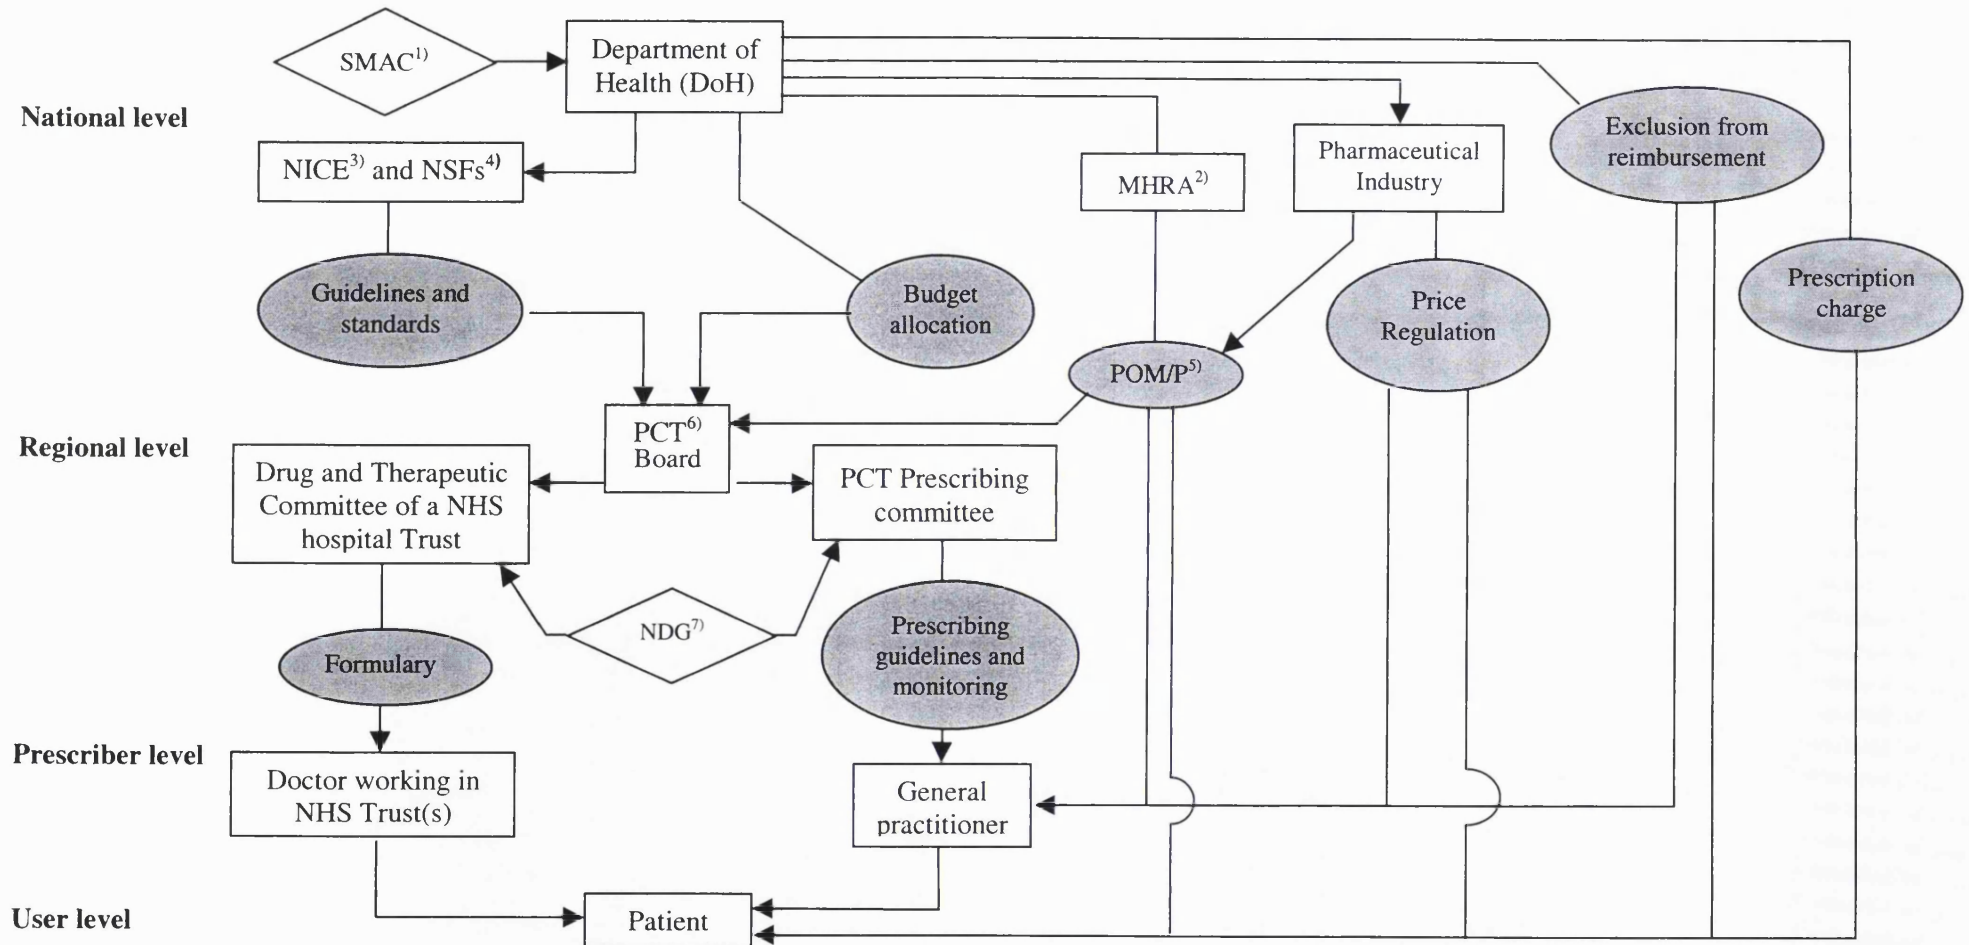 SMAC1)
Department of
Health (DoH)
National level
NICE3) and NSFs4)
MHRA2)
Pharmaceutical
Industry
Exclusion from
reimbursement
Guidelines and
standards
Budget
allocation
Price
Regulation
Prescription
charge
POM/P5)
Regional level
PCT6)
Board
Drug and Therapeutic
Committee of a NHS
hospital Trust
PCT Prescribing
committee
NDG7)
Formulary
Prescribing
guidelines and
monitoring
Prescriber level
Doctor working in
NHS Trust(s)
General
practitioner
User level
Patient